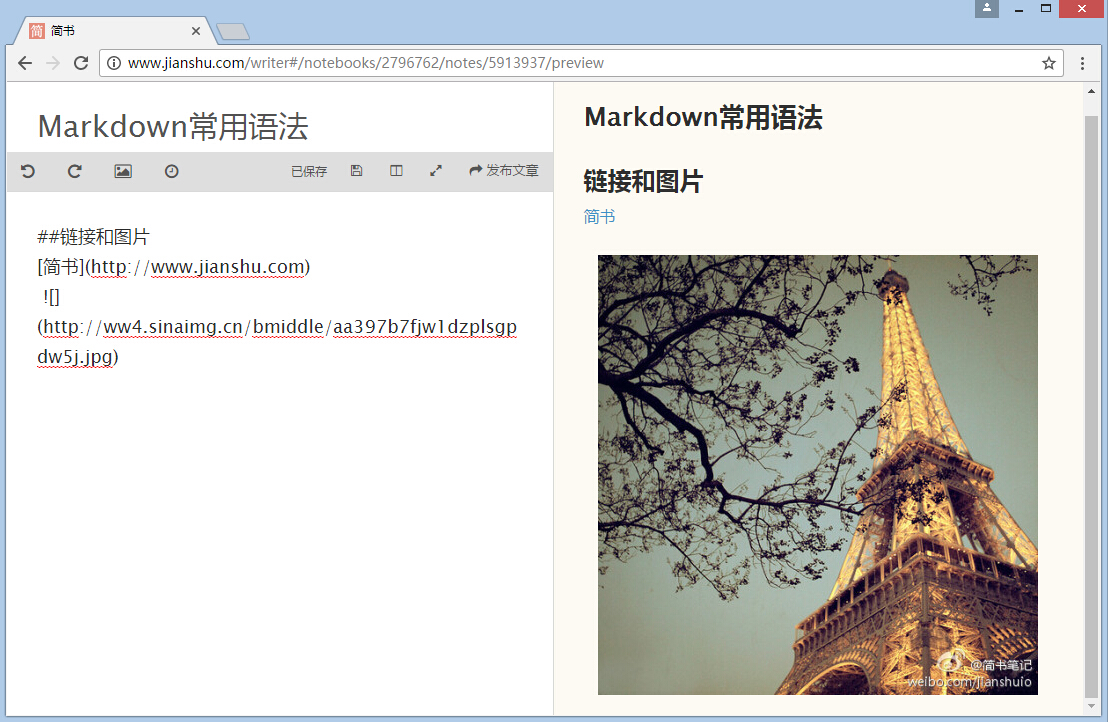 简 简书
www.jianshu.com/writer#/notebooks/2796762/notes/5913937/preview
Markdown常用语法
已保存 发布文章
##链接和图片
[简书](http://www.jianshu.com)
![]
(http://ww4.sinaimg.cn/bmiddle/aa397b7fjw1dzplsgp
dw5j.jpg)
Markdown常用语法
链接和图片
简书
@简书笔记
weibo.com/jianshuio